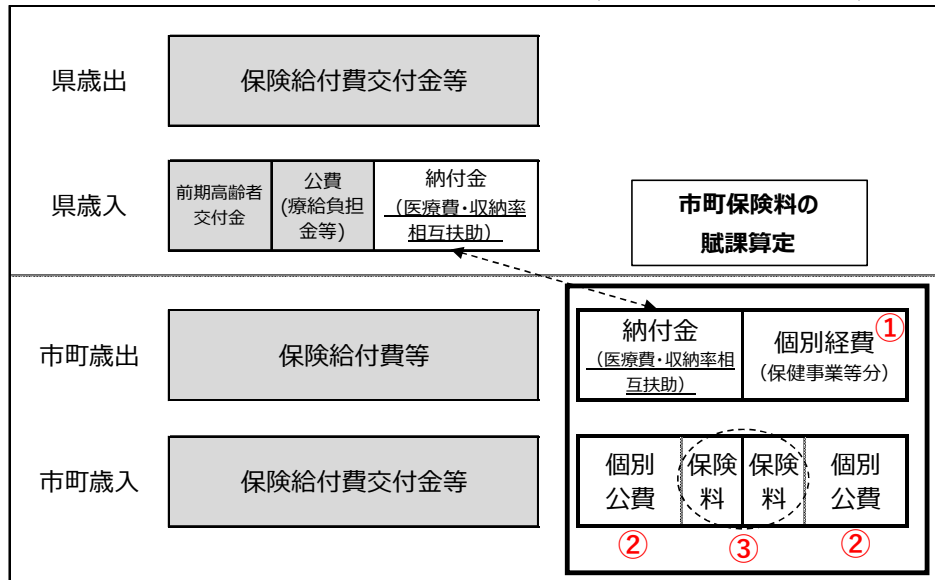 県歳出
保険給付費交付金等
県歳入
前期高齢者
交付金
公費
(療給負担
金等)
納付金
（医療費・収納率
相互扶助）
市町保険料の
賦課算定
市町歳出
保険給付費等
納付金
（医療費・収納率相
互扶助）
個別経費①
（保健事業等分）
市町歳入
保険給付費交付金等
個別
公費
保険
料
保険
料
個別
公費
②
③
②